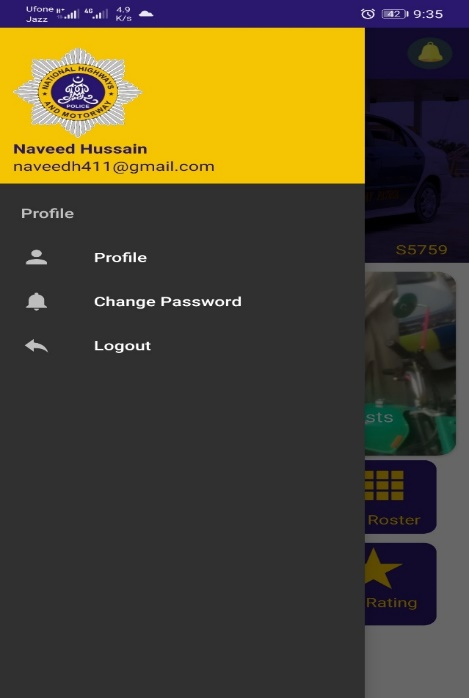 Ufone H+ 4G 4.9
Jazz K/s
42 9:35
NATIONAL HIGHWAYS
POLICE
AND MOTORWAY
Naveed Hussain
naveedh411@gmail.com
Profile
S5759
Profile
Change Password
Logout
sts
Roster
Rating